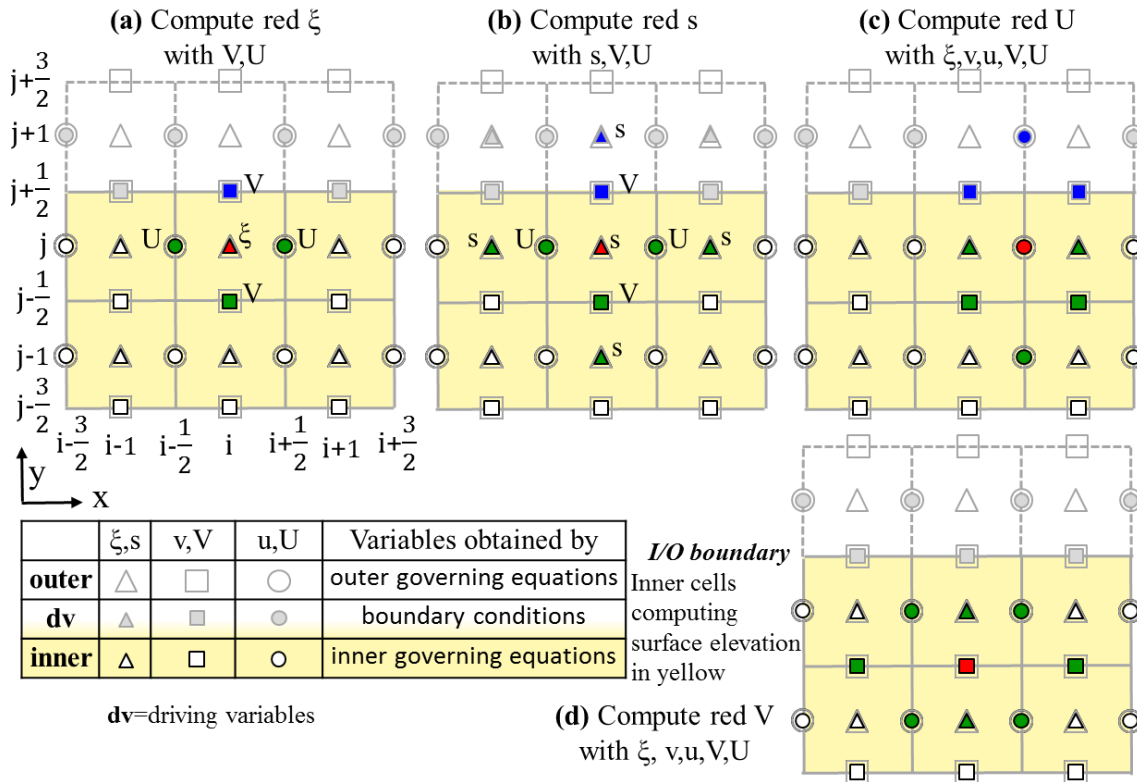 (a) Compute red ξ
with V,U
(b) Compute red s
with s,V,U
(c) Compute red U
with ξ,v,u,V,U
j+3/2
j+1
s
j+1/2
V
V
j
U
ξ
U
s
U
s
U
s
j-1/2
V
V
j-1
s
j-3/2
i-3/2
i-1
i-1/2
i
i+1/2
i+1
i+3/2
y
x
ξ,s
v,V
u,U
Variables obtained by
outer
outer governing equations
dv
boundary conditions
inner
inner governing equations
dv=driving variables
I/O boundary
Inner cells
computing
surface elevation
in yellow
(d) Compute red V
with ξ, v,u,V,U